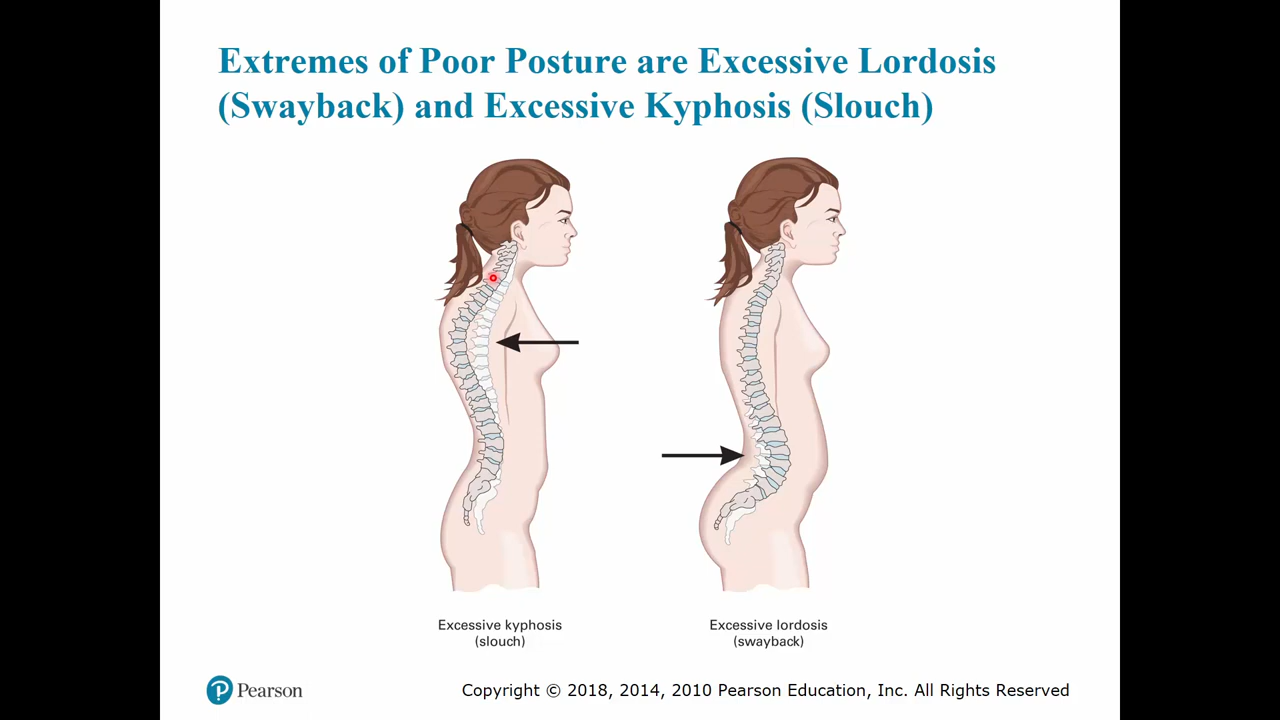 Extremes of Poor Posture are Excessive Lordosis
(Swayback) and Excessive Kyphosis (Slouch)
Excessive kyphosis
(slouch)
Excessive lordosis
(swayback)
P Pearson
Copyright © 2018, 2014, 2010 Pearson Education, Inc. All Rights Reserved